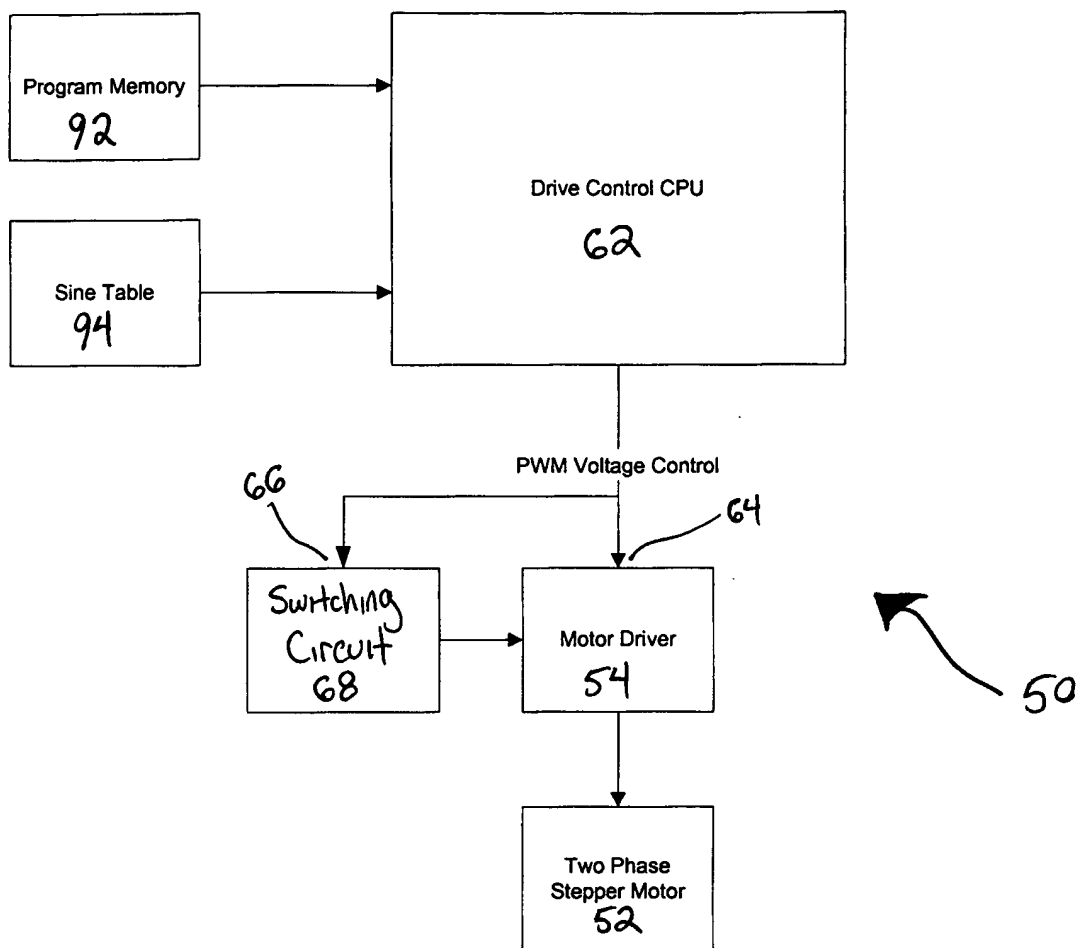 Program Memory
92
Drive Control CPU
62
Sine Table
94
PWM Voltage Control
66
64
Switching
Circuit
68
Motor Driver
54
50
Two Phase
Stepper Motor
52